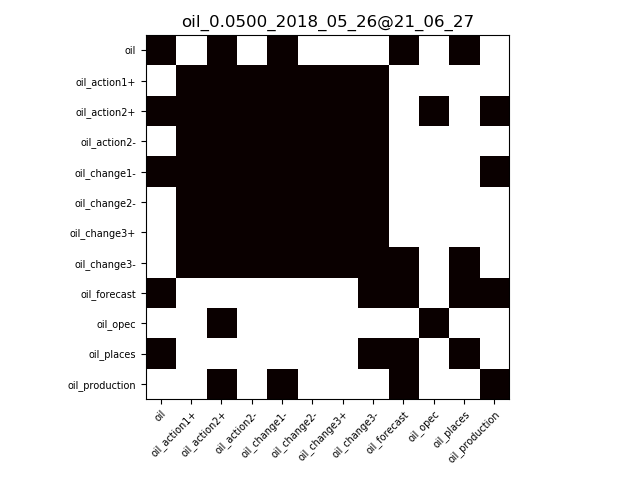 oil_0.0500_2018_05_26@21_06_27
oil
oil_action1+
oil_action2+
oil_action2-
oil_change1-
oil_change2-
oil_change3+
oil_change3-
oil_forecast
oil_opec
oil_places
oil_production
oil
oil_action1+
oil_action2+
oil_action2-
oil_change1-
oil_change2-
oil_change3+
oil_change3-
oil_forecast
oil_opec
oil_places
oil_production